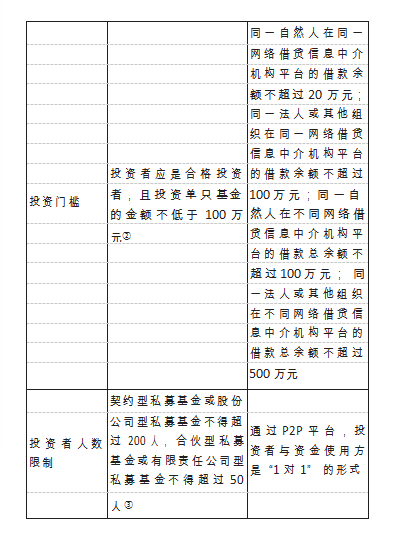 投资门槛
投资者应是合格投资
者，且投资单只基金
的金额不低于 100 万
元②
同一自然人在同一
网络借贷信息中介
机构平台的借款余
额不超过 20 万元；
同一法人或其他组
织在同一网络借贷
信息中介机构平台
的借款余额不超过
100 万元；同一自
然人在不同网络借
贷信息中介机构平
台的借款总余额不
超过 100 万元； 同
一法人或其他组织
在不同网络借贷信
息中介机构平台的
借款总余额不超过
500 万元
投资者人数
限制
契约型私募基金或股份
公司型私募基金不得超
过 200 人，合伙型私募
基金或有限责任公司型
私募基金不得超过 50
人③
通过 P2P 平台，投
资者与资金使用方
是“1 对 1” 的形式